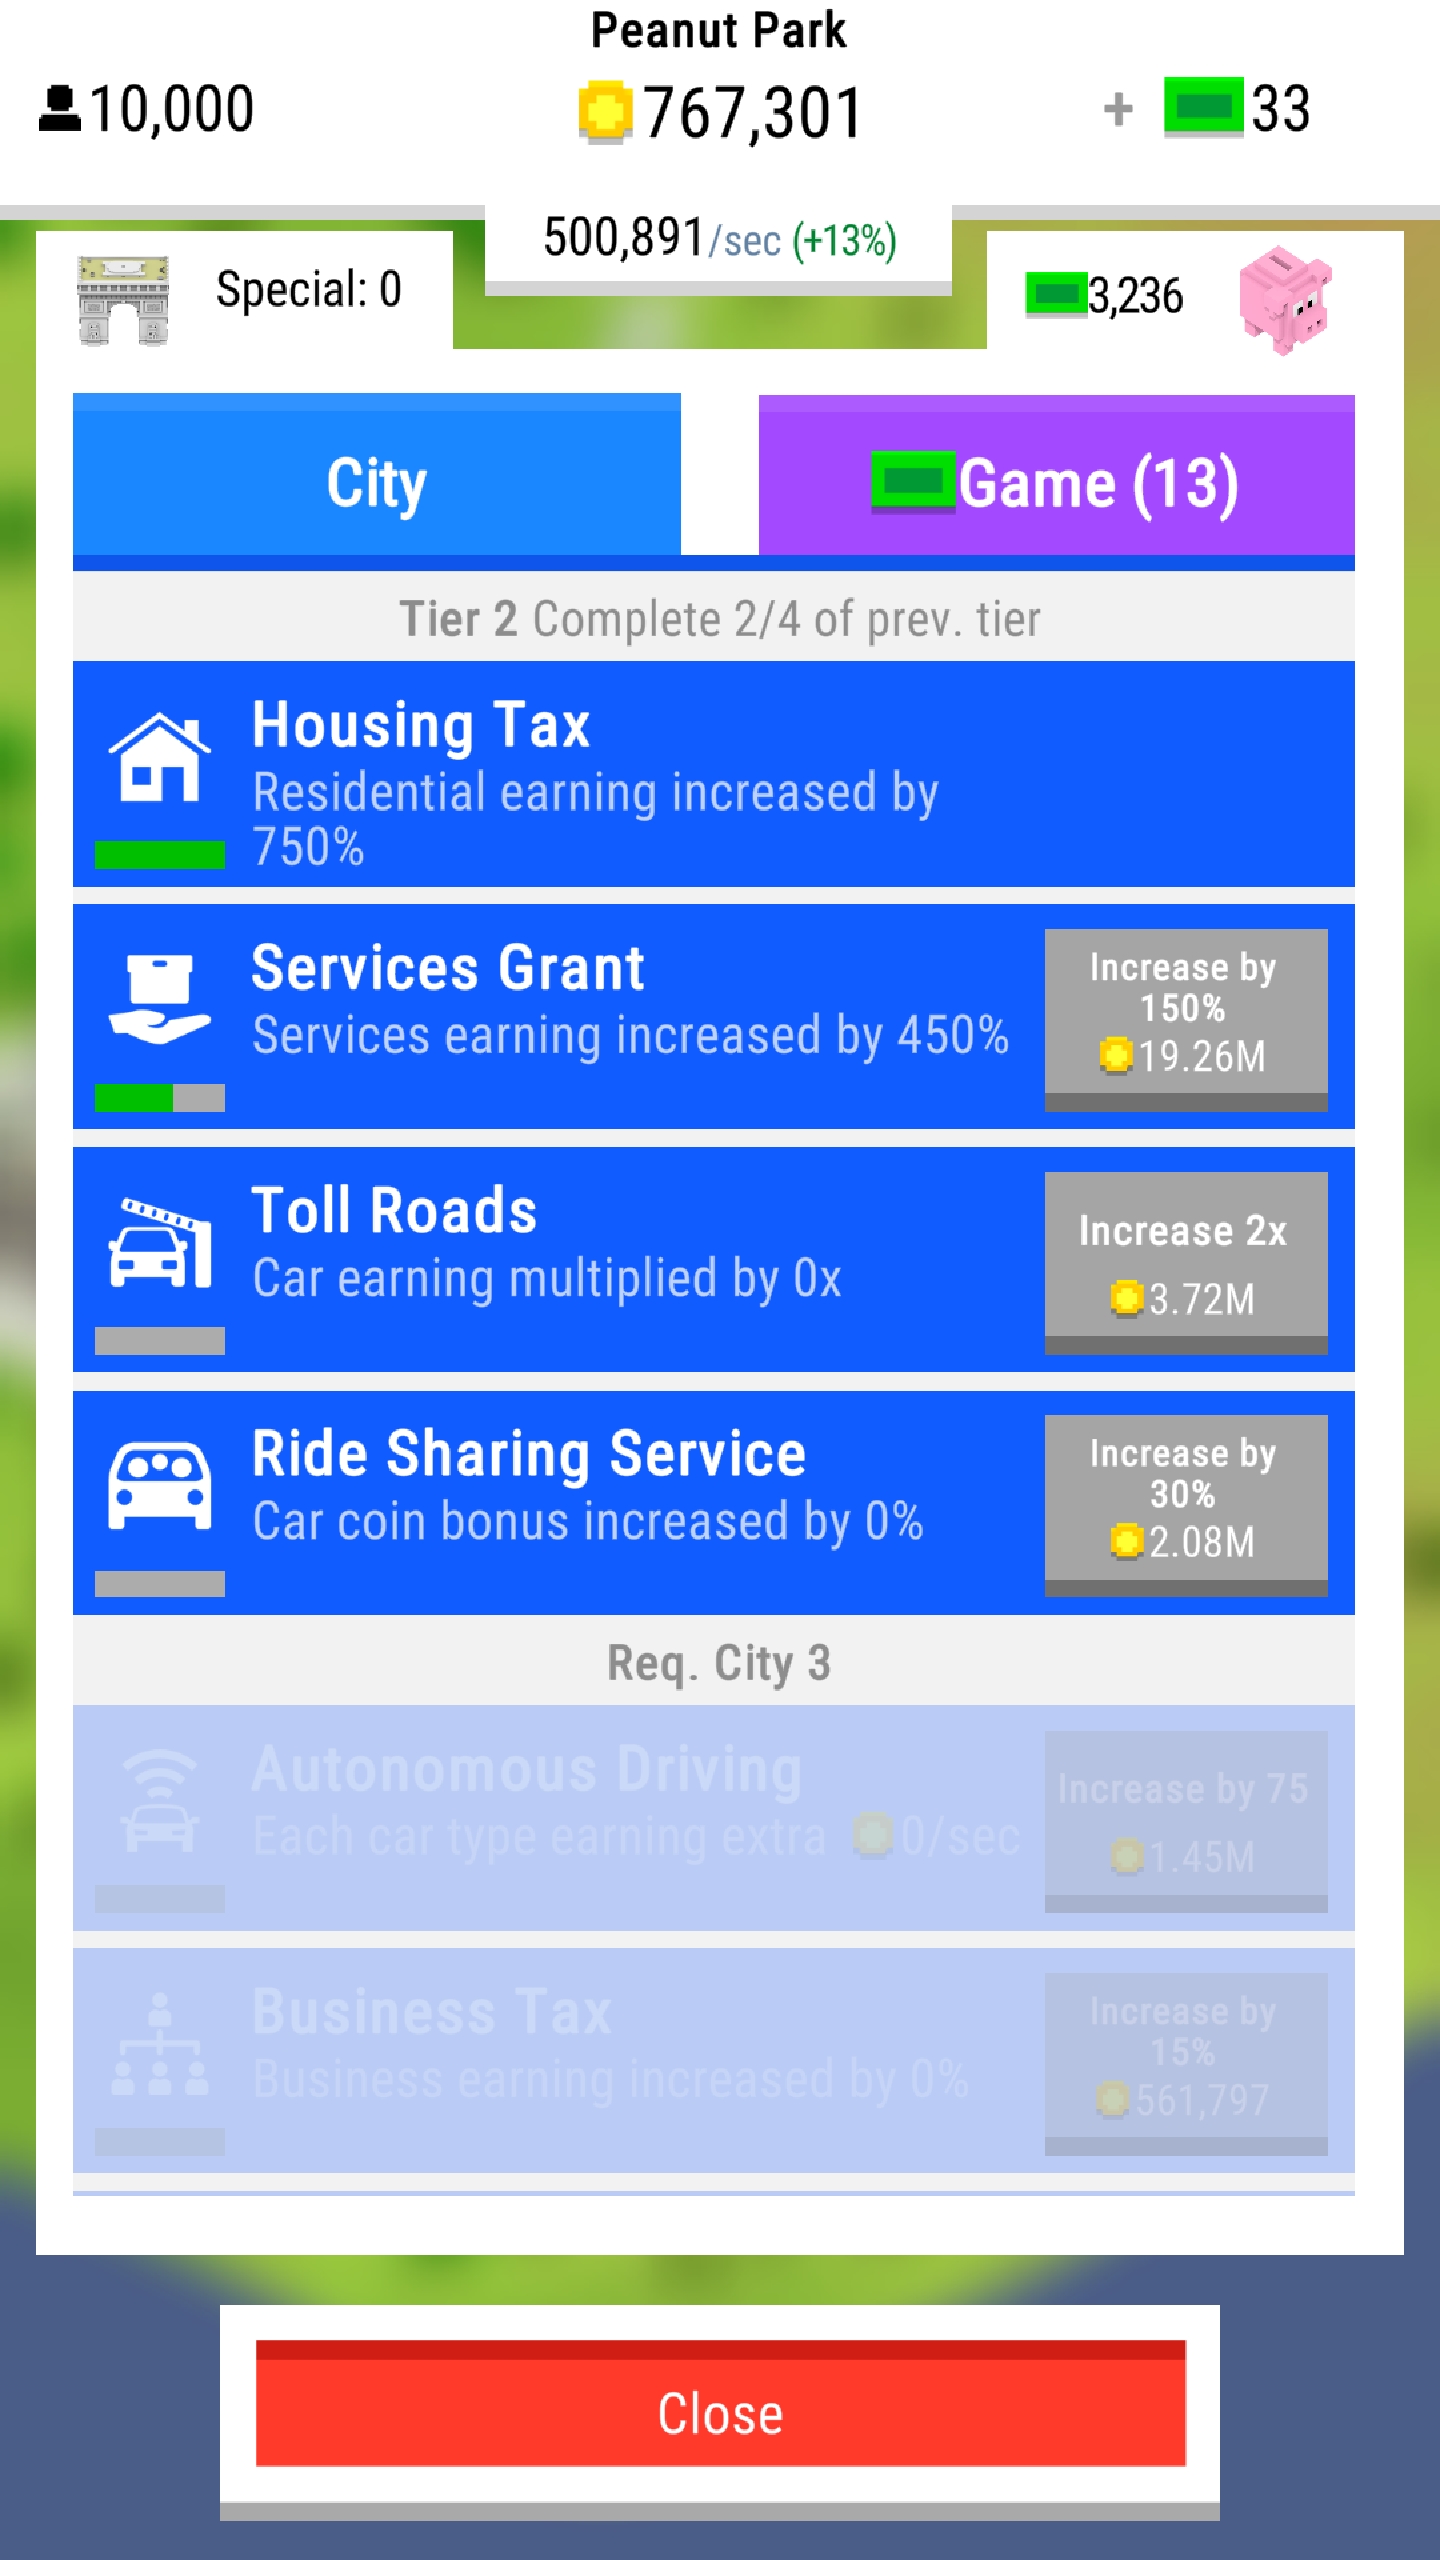 Peanut Park
10,000
767,301
+ 33
500,891/sec (+13%)
Special: 0
3,236
City
Game (13)
Tier 2 Complete 2/4 of prev. tier
Housing Tax
Residential earning increased by
750%
Services Grant
Services earning increased by 450%
Increase by
150%
19.26M
Toll Roads
Car earning multiplied by 0x
Increase 2x
3.72M
Ride Sharing Service
Car coin bonus increased by 0%
Increase by
30%
2.08M
Req. City 3
Autonomous Driving
Each car type earning extra 0/sec
Increase by 75
1.45M
Business Tax
Business earning increased by 0%
Increase by
15%
561,797
Close